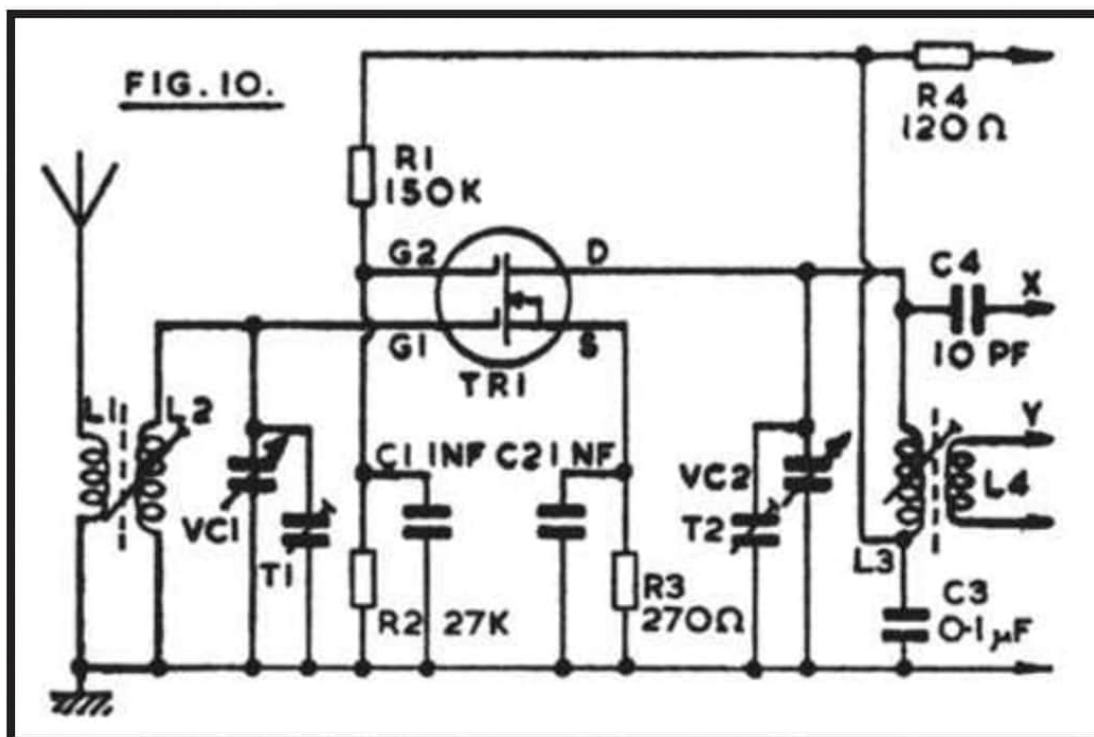 FIG. 10.
R4
120Ω
R1
150K
G2
D
C4
X
10 PF
G1
S
TR1
L1
L2
Y
C1 1NF
C2 1NF
VC2
L4
VC1
T1
T2
L3
R2 27K
R3
270Ω
C3
0·1µF